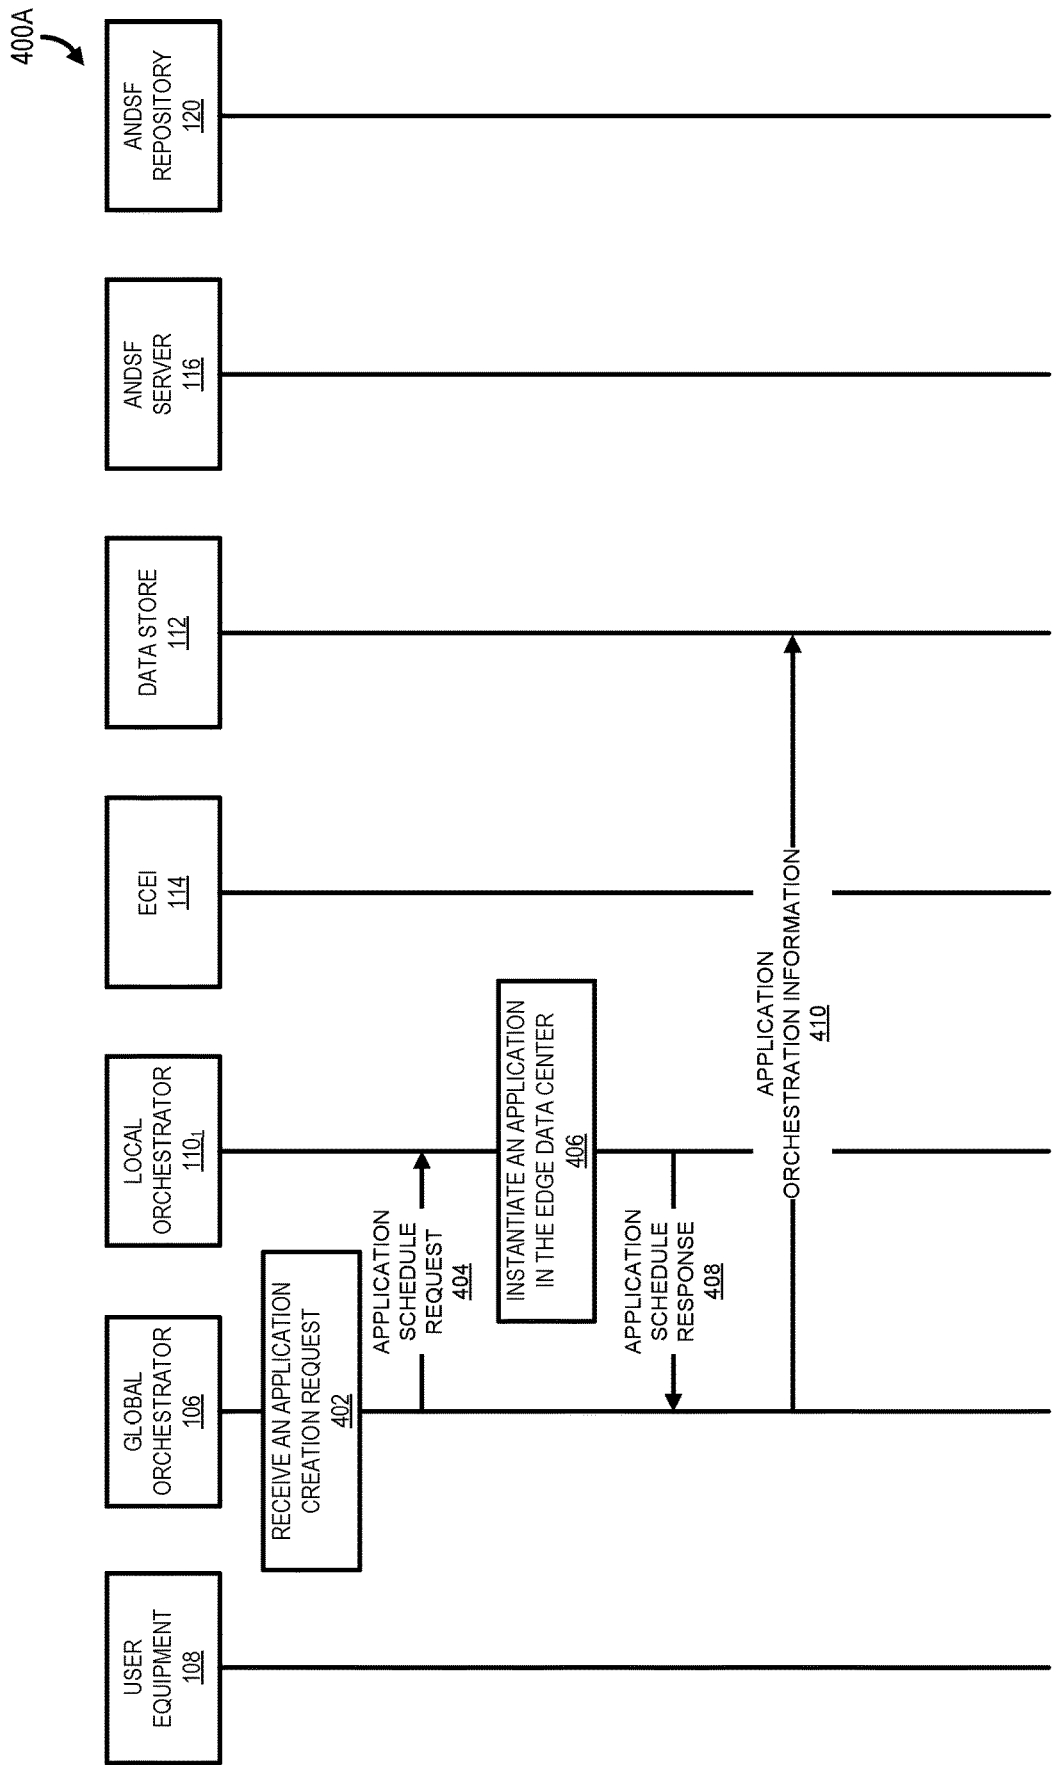 400A
USER
EQUIPMENT
108
GLOBAL
ORCHESTRATOR
106
LOCAL
ORCHESTRATOR
110₁
ECEI
114
DATA STORE
112
ANDSF
SERVER
116
ANDSF
REPOSITORY
120
RECEIVE AN APPLICATION
CREATION REQUEST
402
APPLICATION
SCHEDULE
REQUEST
404
INSTANTIATE AN APPLICATION
IN THE EDGE DATA CENTER
406
APPLICATION
SCHEDULE
RESPONSE
408
APPLICATION
ORCHESTRATION INFORMATION
410